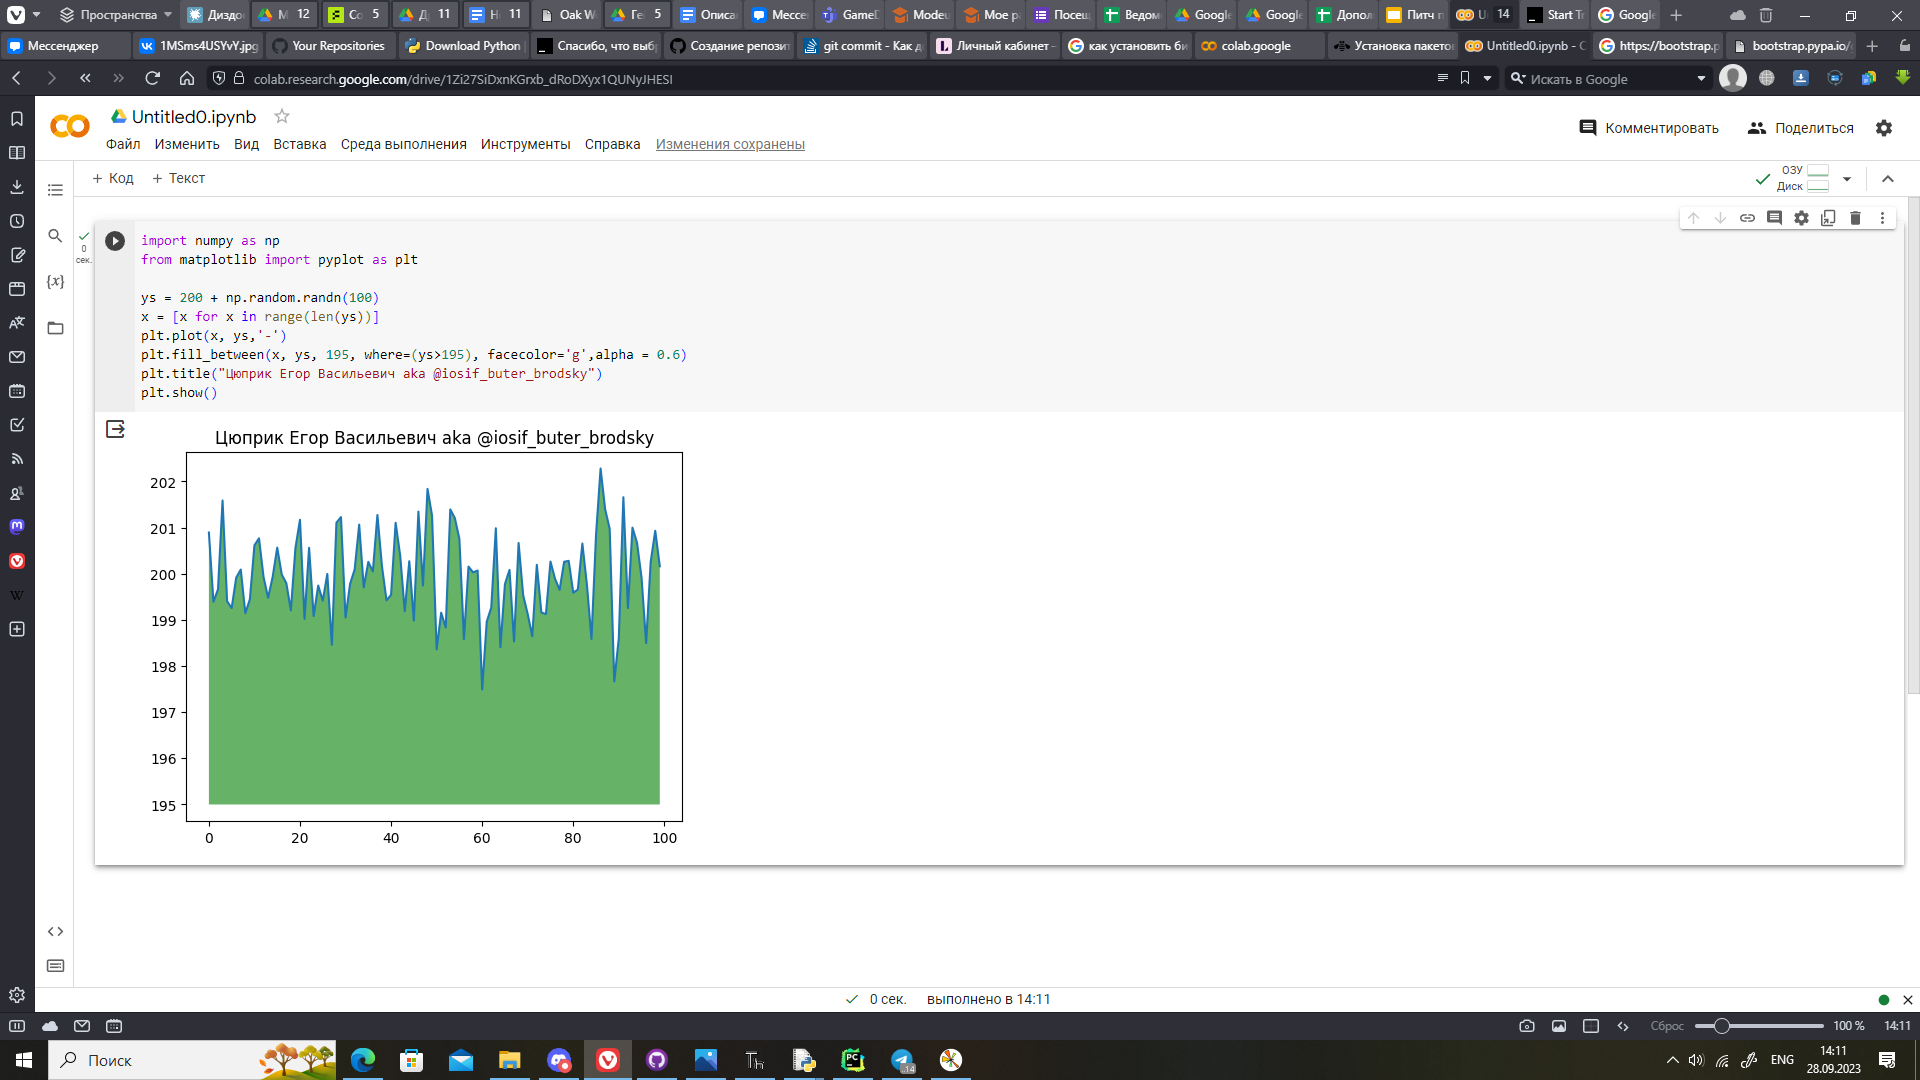 Пространства
Диздо
М 12
Со 5
Д 11
Но 11
Oak W
Ге 5
Описа
Мессе
GameD
Modeu
Мое р
Посещ
Ведом
Google
Google
Допол
Питч п
U 14
Start Tr
Google
Мессенджер
1MSms4USYvY.jpg
Your Repositories
Download Python
Спасибо, что выб
Создание репозит
git commit - Как д
Личный кабинет -
как установить би
colab.google
Установка пакето
Untitled0.ipynb - C
https://bootstrap.p
bootstrap.pypa.io/
colab.research.google.com/drive/1Zi27SiDxnKGrxb_dRoDXyx1QUNyJHESI
Искать в Google
Untitled0.ipynb
Комментировать
Поделиться
Файл Изменить Вид Вставка Среда выполнения Инструменты Справка Изменения сохранены
+ Код + Текст
ОЗУ
Диск
0
сек.
{x}
import numpy as np
from matplotlib import pyplot as plt
ys = 200 + np.random.randn(100)
x = [x for x in range(len(ys))]
plt.plot(x, ys,'-')
plt.fill_between(x, ys, 195, where=(ys>195), facecolor='g',alpha = 0.6)
plt.title("Цюприк Егор Васильевич aka @iosif_buter_brodsky")
plt.show()
Цюприк Егор Васильевич aka @iosif_buter_brodsky
202
201
200
199
198
197
196
195
0 20 40 60 80 100
0 сек. выполнено в 14:11
Сброс 100 % 14:11
Поиск
14
ENG
14:11
28.09.2023